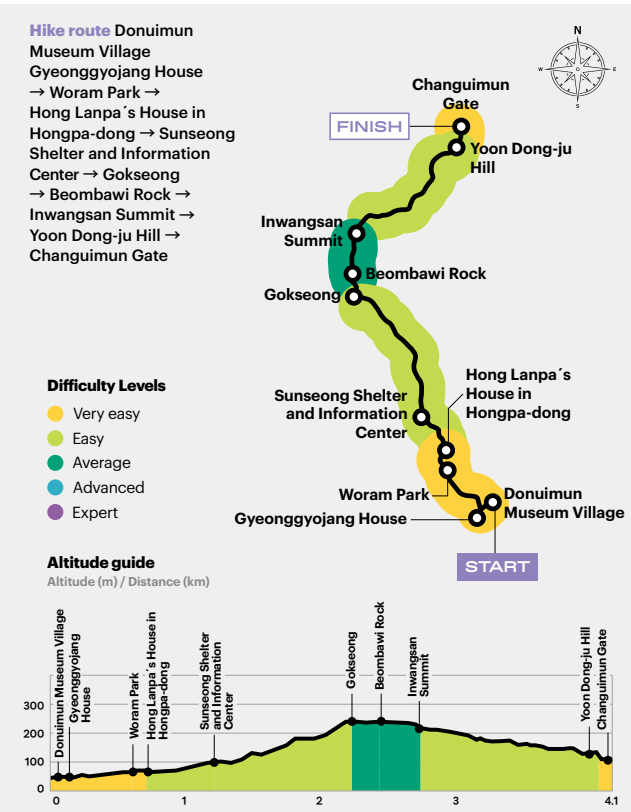 Hike route Donuimun
Museum Village
Gyeonggyojang House
→ Woram Park →
Hong Lanpa´s House in
Hongpa-dong → Sunseong
Shelter and Information
Center → Gokseong
→ Beombawi Rock →
Inwangsan Summit →
Yoon Dong-ju Hill →
Changuimun Gate
N
W
E
S
Changuimun
Gate
FINISH
Yoon Dong-ju
Hill
Inwangsan
Summit
Beombawi Rock
Gokseong
Hong Lanpa´s
House in
Hongpa-dong
Sunseong Shelter
and Information
Center
Woram Park
Donuimun
Museum Village
Gyeonggyojang House
START
Difficulty Levels
Very easy
Easy
Average
Advanced
Expert
Altitude guide
Altitude (m) / Distance (km)
Donuimun Museum Village
Gyeonggyojang
House
Woram Park
Hong Lanpa´s House in
Hongpa-dong
Sunseong Shelter
and Information
Center
Gokseong
Beombawi Rock
Inwangsan
Summit
Yoon Dong-ju Hill
Changuimun Gate
300
200
100
0
0
1
2
3
4.1